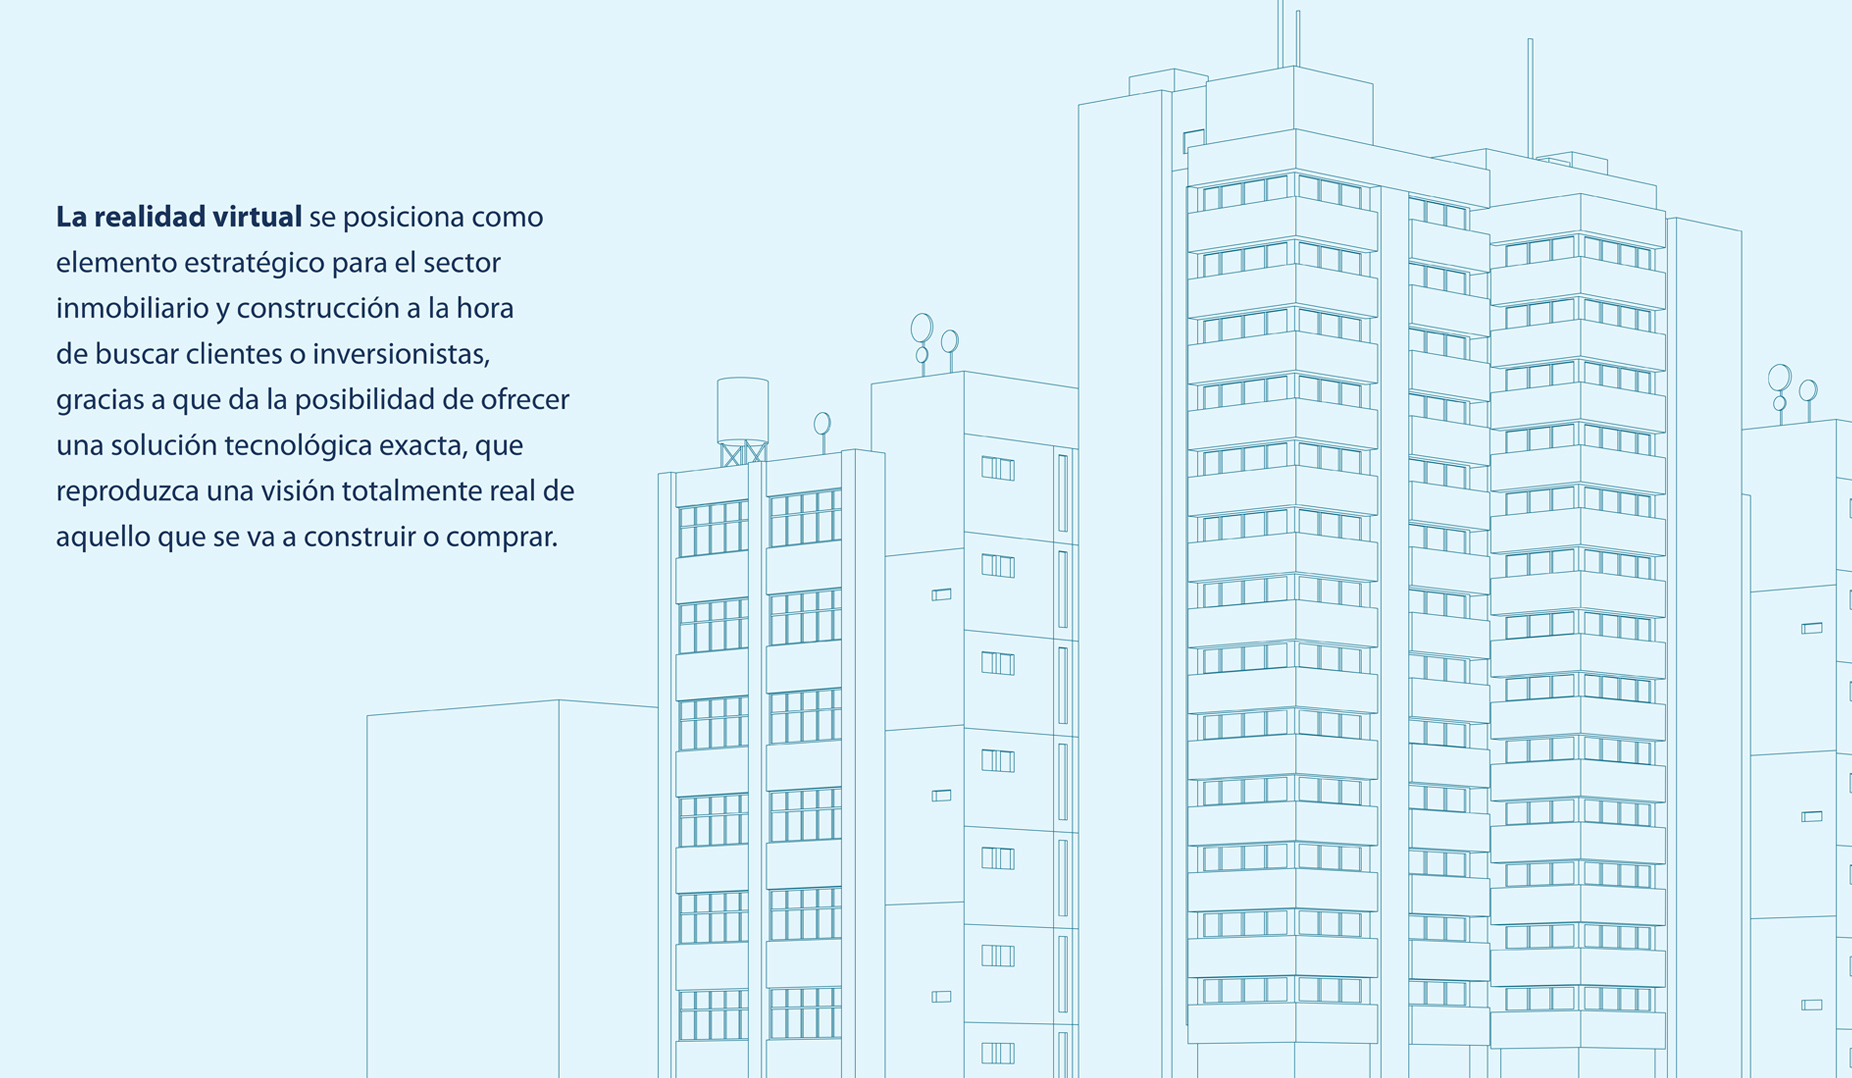 La realidad virtual se posiciona como
elemento estratégico para el sector
inmobiliario y construcción a la hora
de buscar clientes o inversionistas,
gracias a que da la posibilidad de ofrecer
una solución tecnológica exacta, que
reproduzca una visión totalmente real de
aquello que se va a construir o comprar.